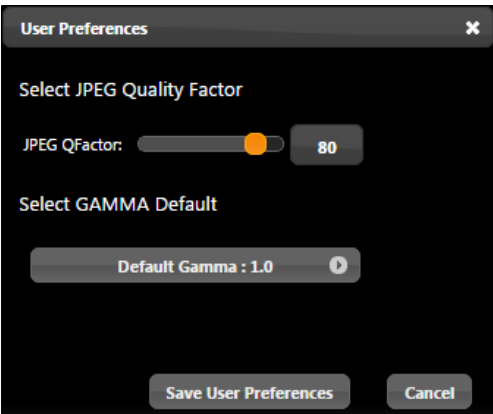 User Preferences
Select JPEG Quality Factor
JPEG QFactor: 80
Select GAMMA Default
Default Gamma : 1.0
Save User Preferences Cancel